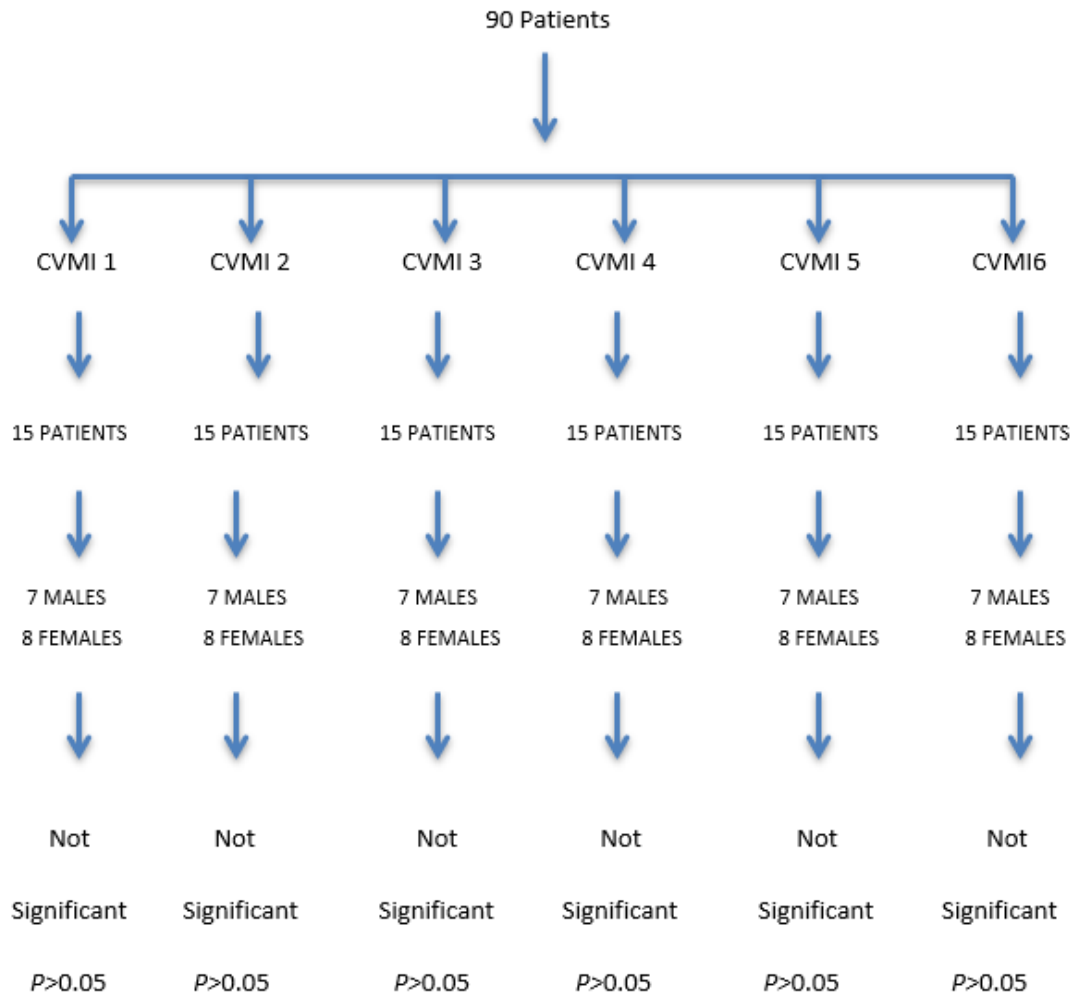 90 Patients
CVMI 1 CVMI 2 CVMI 3 CVMI 4 CVMI 5 CVMI6
15 PATIENTS 15 PATIENTS 15 PATIENTS 15 PATIENTS 15 PATIENTS 15 PATIENTS
7 MALES 7 MALES 7 MALES 7 MALES 7 MALES 7 MALES
8 FEMALES 8 FEMALES 8 FEMALES 8 FEMALES 8 FEMALES 8 FEMALES
Not Not Not Not Not Not
Significant Significant Significant Significant Significant Significant
P>0.05 P>0.05 P>0.05 P>0.05 P>0.05 P>0.05